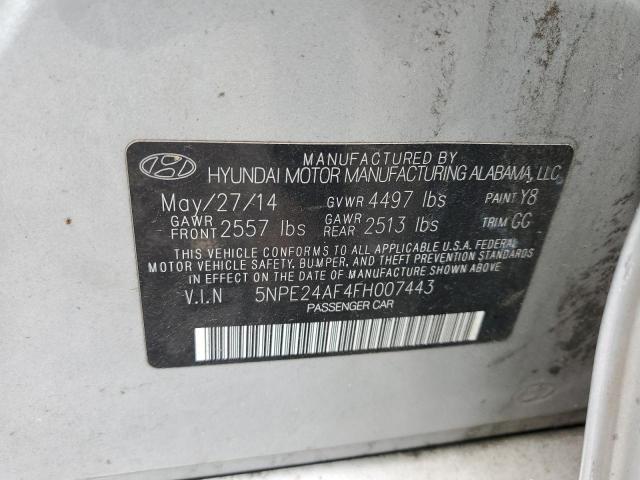 MANUFACTURED BY
HYUNDAI MOTOR MANUFACTURING ALABAMA, LLC
May/27/14 GVWR 4497 lbs PAINT Y8
GAWR FRONT 2557 lbs GAWR REAR 2513 lbs TRIM GG
THIS VEHICLE CONFORMS TO ALL APPLICABLE U.S.A. FEDERAL
MOTOR VEHICLE SAFETY, BUMPER, AND THEFT PREVENTION STANDARDS
IN EFFECT ON THE DATE OF MANUFACTURE SHOWN ABOVE.
V.I.N 5NPE24AF4FH007443
PASSENGER CAR